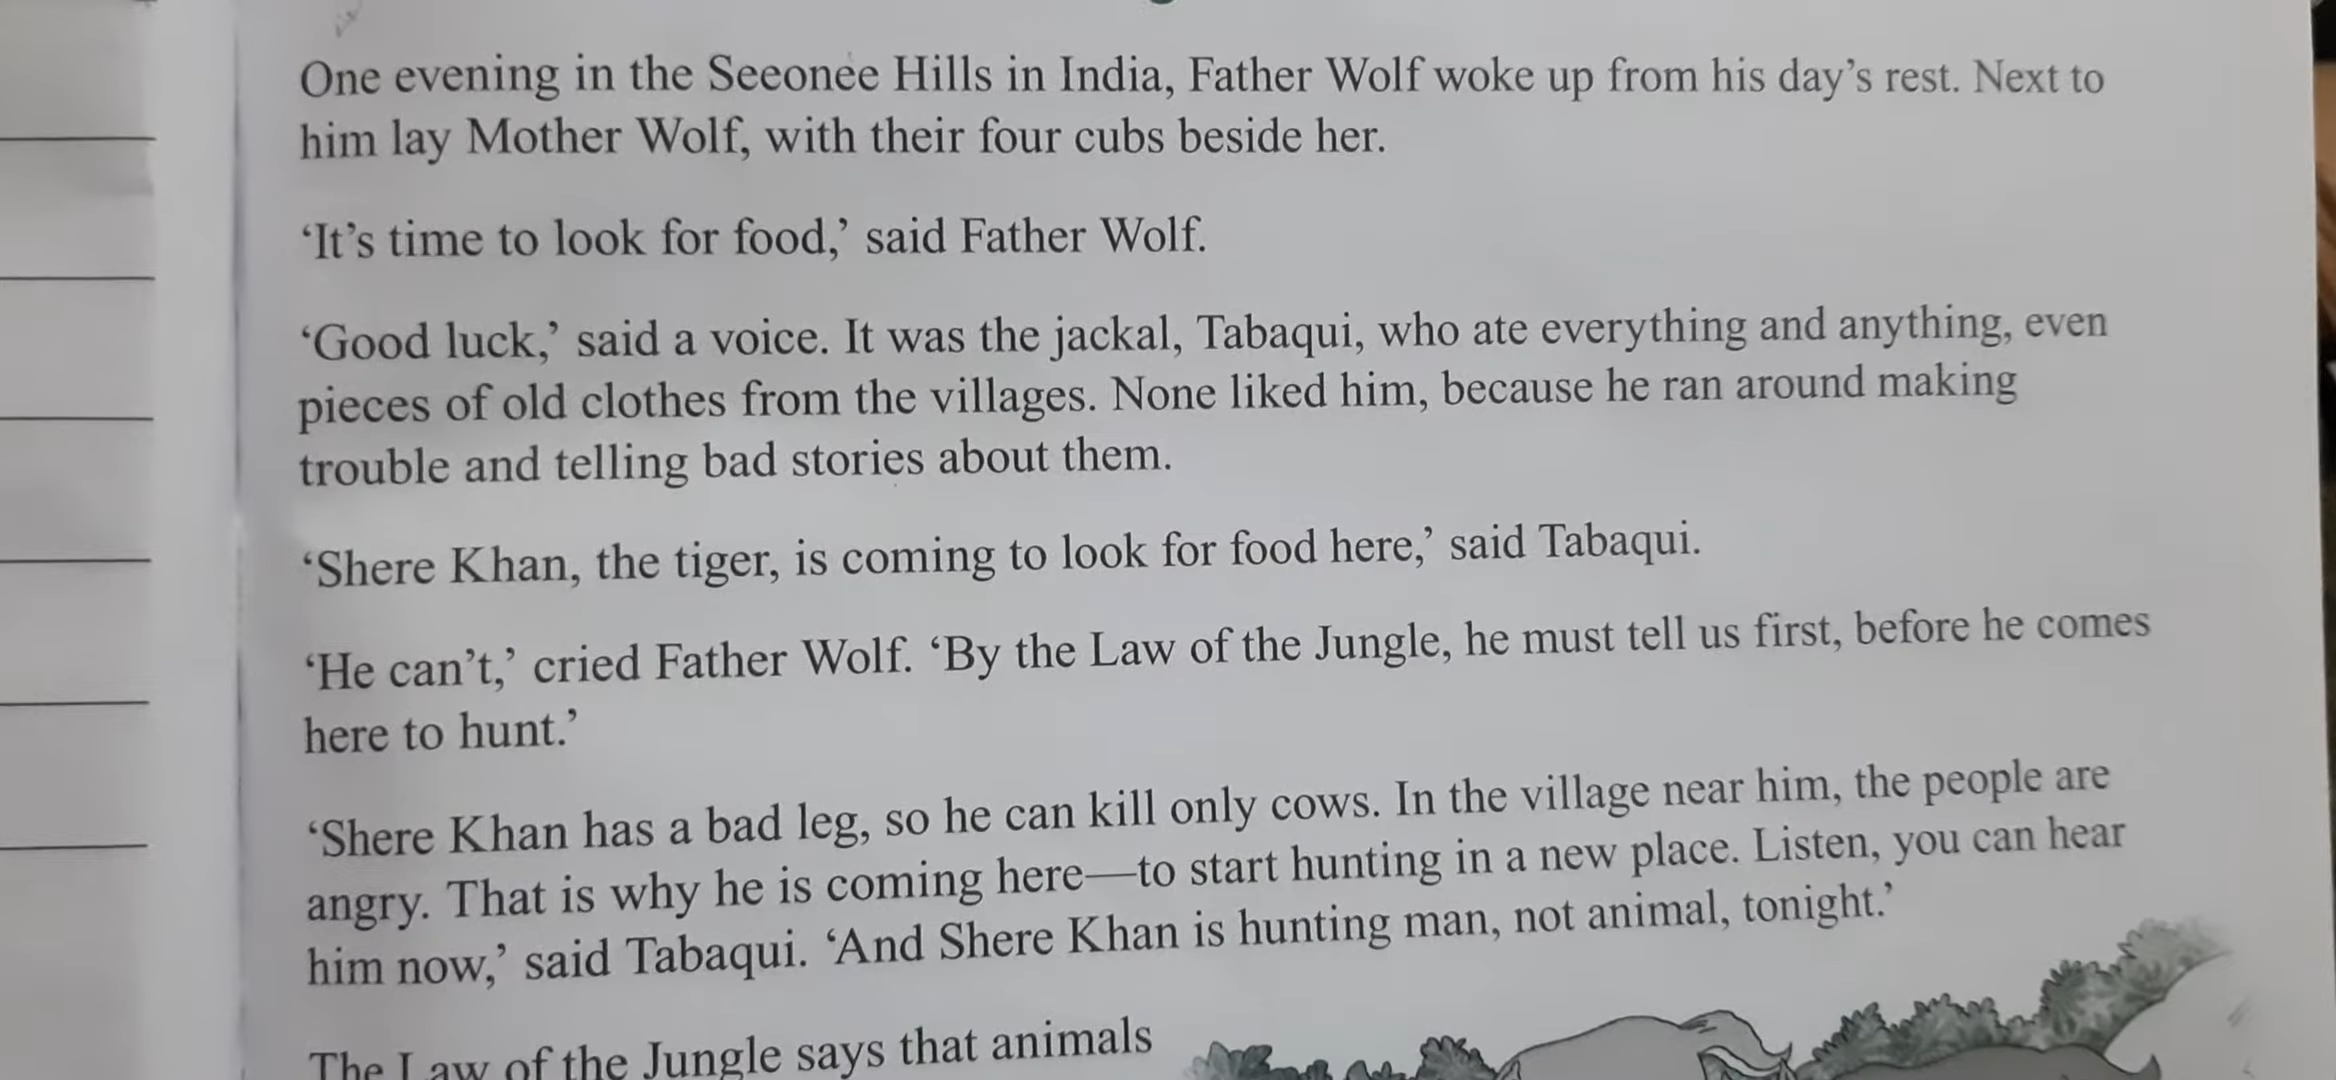 One evening in the Seeonee Hills in India, Father Wolf woke up from his day's rest. Next to
him lay Mother Wolf, with their four cubs beside her.
‘It’s time to look for food,’ said Father Wolf.
‘Good luck,’ said a voice. It was the jackal, Tabaqui, who ate everything and anything, even
pieces of old clothes from the villages. None liked him, because he ran around making
trouble and telling bad stories about them.
‘Shere Khan, the tiger, is coming to look for food here,’ said Tabaqui.
‘He can’t,’ cried Father Wolf. ‘By the Law of the Jungle, he must tell us first, before he comes
here to hunt.’
‘Shere Khan has a bad leg, so he can kill only cows. In the village near him, the people are
angry. That is why he is coming here—to start hunting in a new place. Listen, you can hear
him now,’ said Tabaqui. ‘And Shere Khan is hunting man, not animal, tonight.’
The Law of the Jungle says that animals